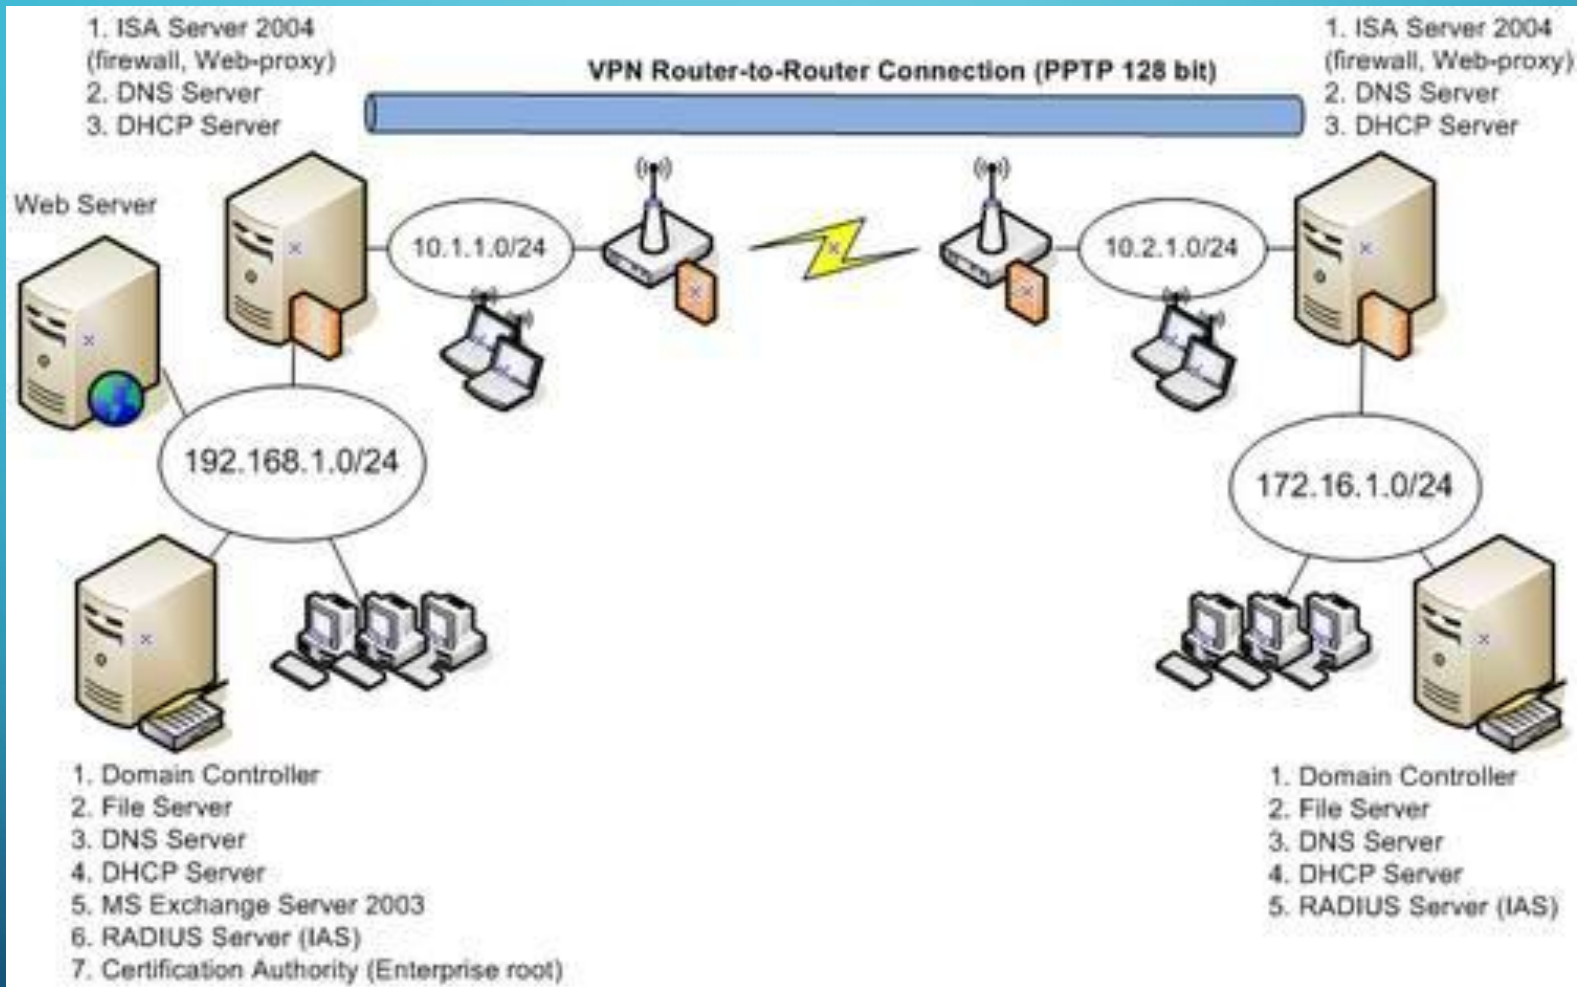 1. ISA Server 2004
(firewall, Web-proxy)
2. DNS Server
3. DHCP Server
VPN Router-to-Router Connection (PPTP 128 bit)
1. ISA Server 2004
(firewall, Web-proxy)
2. DNS Server
3. DHCP Server
Web Server
10.1.1.0/24
10.2.1.0/24
192.168.1.0/24
172.16.1.0/24
1. Domain Controller
2. File Server
3. DNS Server
4. DHCP Server
5. MS Exchange Server 2003
6. RADIUS Server (IAS)
7. Certification Authority (Enterprise root)
1. Domain Controller
2. File Server
3. DNS Server
4. DHCP Server
5. RADIUS Server (IAS)